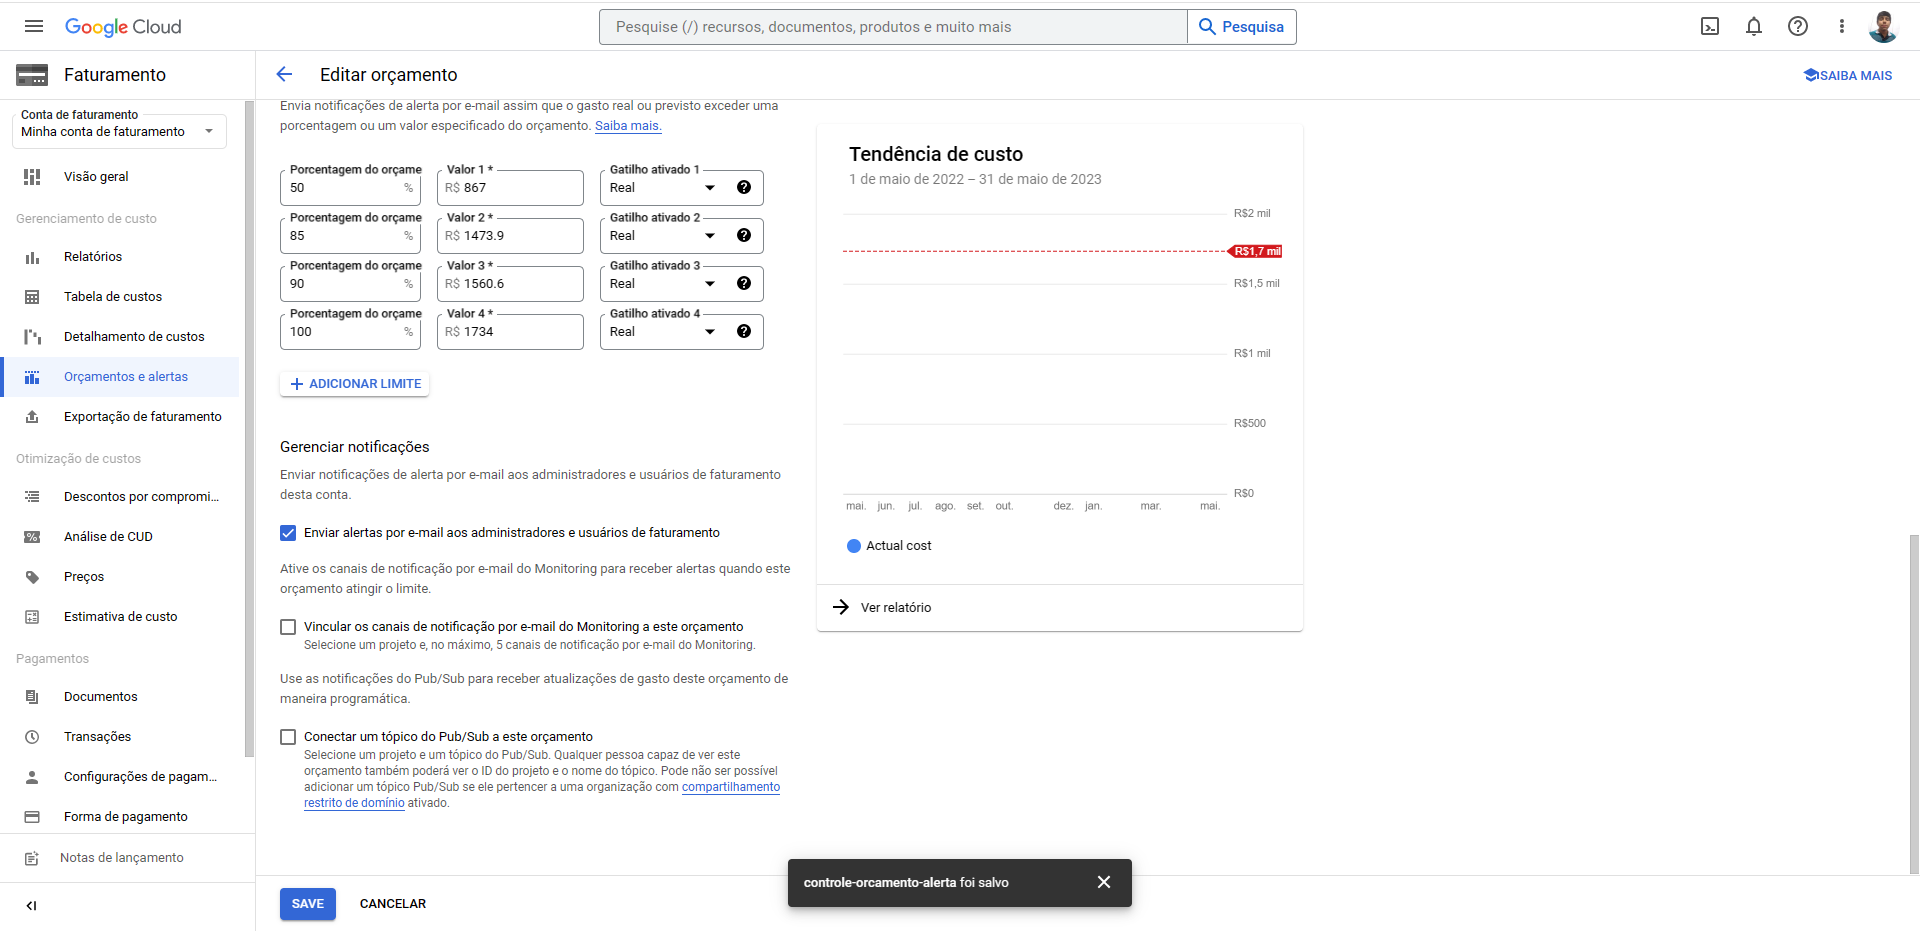 Google Cloud
Pesquise (/) recursos, documentos, produtos e muito mais
Pesquisa
Faturamento
Editar orçamento
SAIBA MAIS
Conta de faturamento
Minha conta de faturamento
Visão geral
Gerenciamento de custo
Relatórios
Tabela de custos
Detalhamento de custos
Orçamentos e alertas
Exportação de faturamento
Otimização de custos
Descontos por compromi...
Análise de CUD
Preços
Estimativa de custo
Pagamentos
Documentos
Transações
Configurações de pagam...
Forma de pagamento
Notas de lançamento
Envia notificações de alerta por e-mail assim que o gasto real ou previsto exceder uma
porcentagem ou um valor especificado do orçamento. Saiba mais.
Porcentagem do orçame Valor 1 * Gatilho ativado 1
50 % R$ 867 Real
Porcentagem do orçame Valor 2 * Gatilho ativado 2
85 % R$ 1473.9 Real
Porcentagem do orçame Valor 3 * Gatilho ativado 3
90 % R$ 1560.6 Real
Porcentagem do orçame Valor 4 * Gatilho ativado 4
100 % R$ 1734 Real
ADICIONAR LIMITE
Gerenciar notificações
Enviar notificações de alerta por e-mail aos administradores e usuários de faturamento
desta conta.
Enviar alertas por e-mail aos administradores e usuários de faturamento
Ative os canais de notificação por e-mail do Monitoring para receber alertas quando este
orçamento atingir o limite.
Vincular os canais de notificação por e-mail do Monitoring a este orçamento
Selecione um projeto e, no máximo, 5 canais de notificação por e-mail do Monitoring.
Use as notificações do Pub/Sub para receber atualizações de gasto deste orçamento de
maneira programática.
Conectar um tópico do Pub/Sub a este orçamento
Selecione um projeto e um tópico do Pub/Sub. Qualquer pessoa capaz de ver este
orçamento também poderá ver o ID do projeto e o nome do tópico. Pode não ser possível
adicionar um tópico Pub/Sub se ele pertencer a uma organização com compartilhamento
restrito de domínio ativado.
Tendência de custo
1 de maio de 2022 – 31 de maio de 2023
R$2 mil
R$1,7 mil
R$1,5 mil
R$1 mil
R$500
R$0
mai. jun. jul. ago. set. out. dez. jan. mar. mai.
Actual cost
Ver relatório
controle-orcamento-alerta foi salvo
SAVE CANCELAR